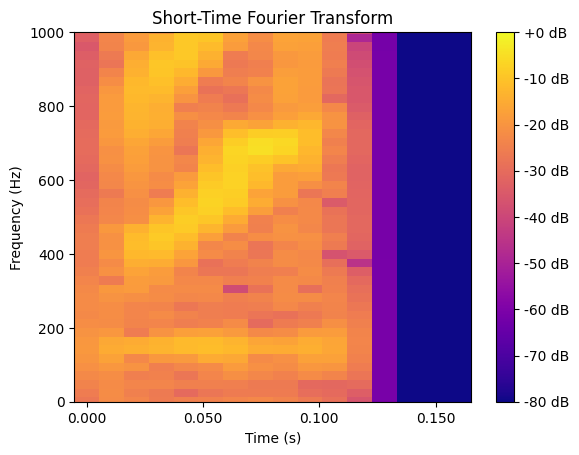 Short-Time Fourier Transform
1000
800
600
400
200
0
Frequency (Hz)
0.000
0.050
0.100
0.150
Time (s)
+0 dB
-10 dB
-20 dB
-30 dB
-40 dB
-50 dB
-60 dB
-70 dB
-80 dB